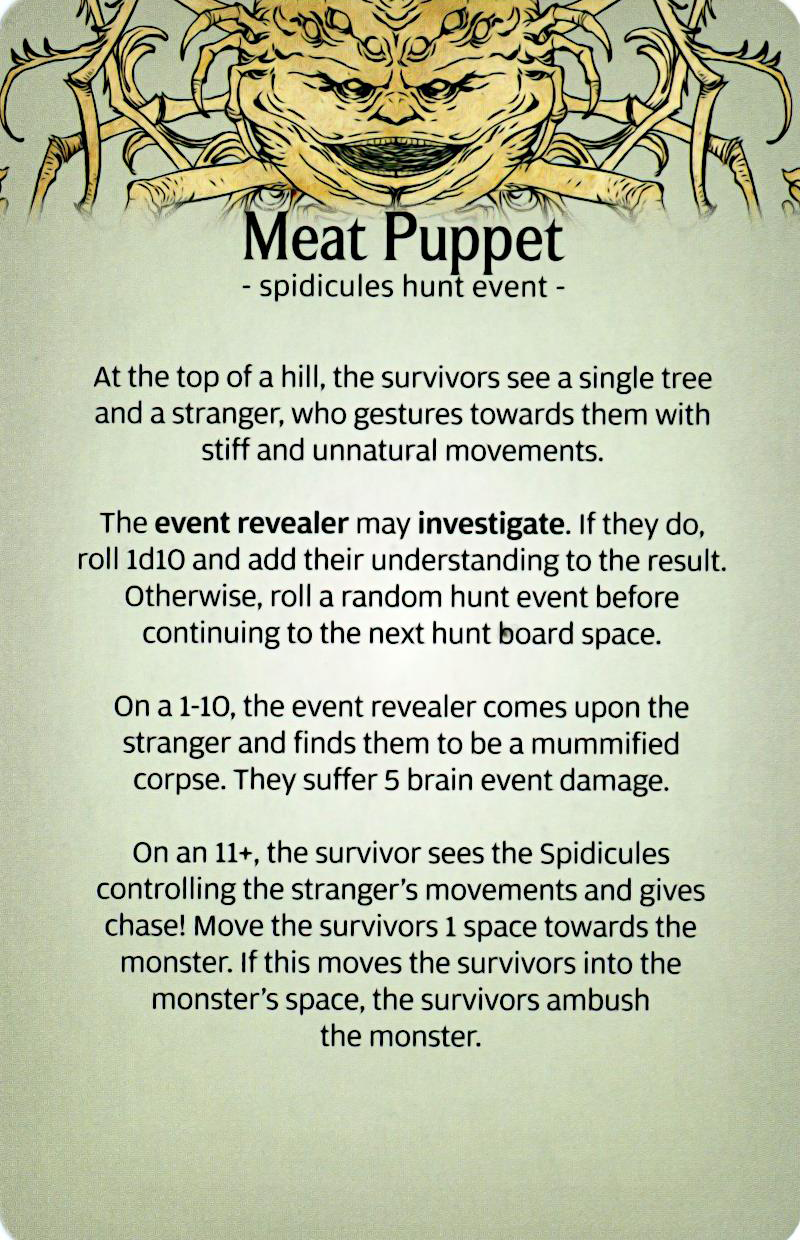 Meat Puppet
- spidicules hunt event -
At the top of a hill, the survivors see a single tree
and a stranger, who gestures towards them with
stiff and unnatural movements.
The event revealer may investigate. If they do,
roll 1d10 and add their understanding to the result.
Otherwise, roll a random hunt event before
continuing to the next hunt board space.
On a 1-10, the event revealer comes upon the
stranger and finds them to be a mummified
corpse. They suffer 5 brain event damage.
On an 11+, the survivor sees the Spidicules
controlling the stranger’s movements and gives
chase! Move the survivors 1 space towards the
monster. If this moves the survivors into the
monster’s space, the survivors ambush
the monster.